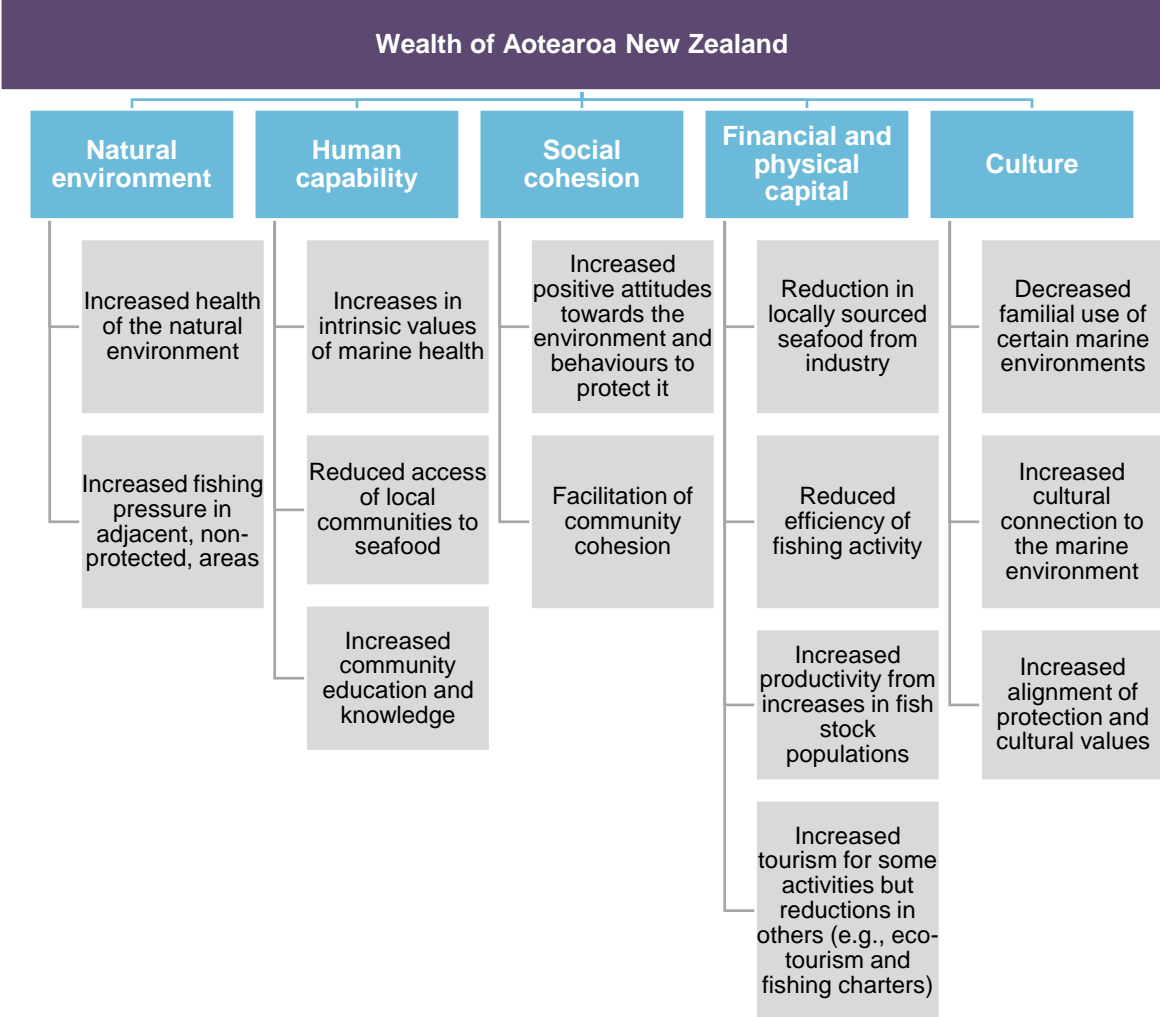 Wealth of Aotearoa New Zealand
Natural
environment
Increased health
of the natural
environment
Increased fishing
pressure in
adjacent, non-
protected, areas
Human
capability
Increases in
intrinsic values
of marine health
Reduced access
of local
communities to
seafood
Increased
community
education and
knowledge
Social
cohesion
Increased
positive attitudes
towards the
environment and
behaviours to
protect it
Facilitation of
community
cohesion
Financial and
physical
capital
Reduction in
locally sourced
seafood from
industry
Reduced
efficiency of
fishing activity
Increased
productivity from
increases in fish
stock
populations
Increased
tourism for some
activities but
reductions in
others (e.g., eco-
tourism and
fishing charters)
Culture
Decreased
familial use of
certain marine
environments
Increased
cultural
connection to
the marine
environment
Increased
alignment of
protection and
cultural values